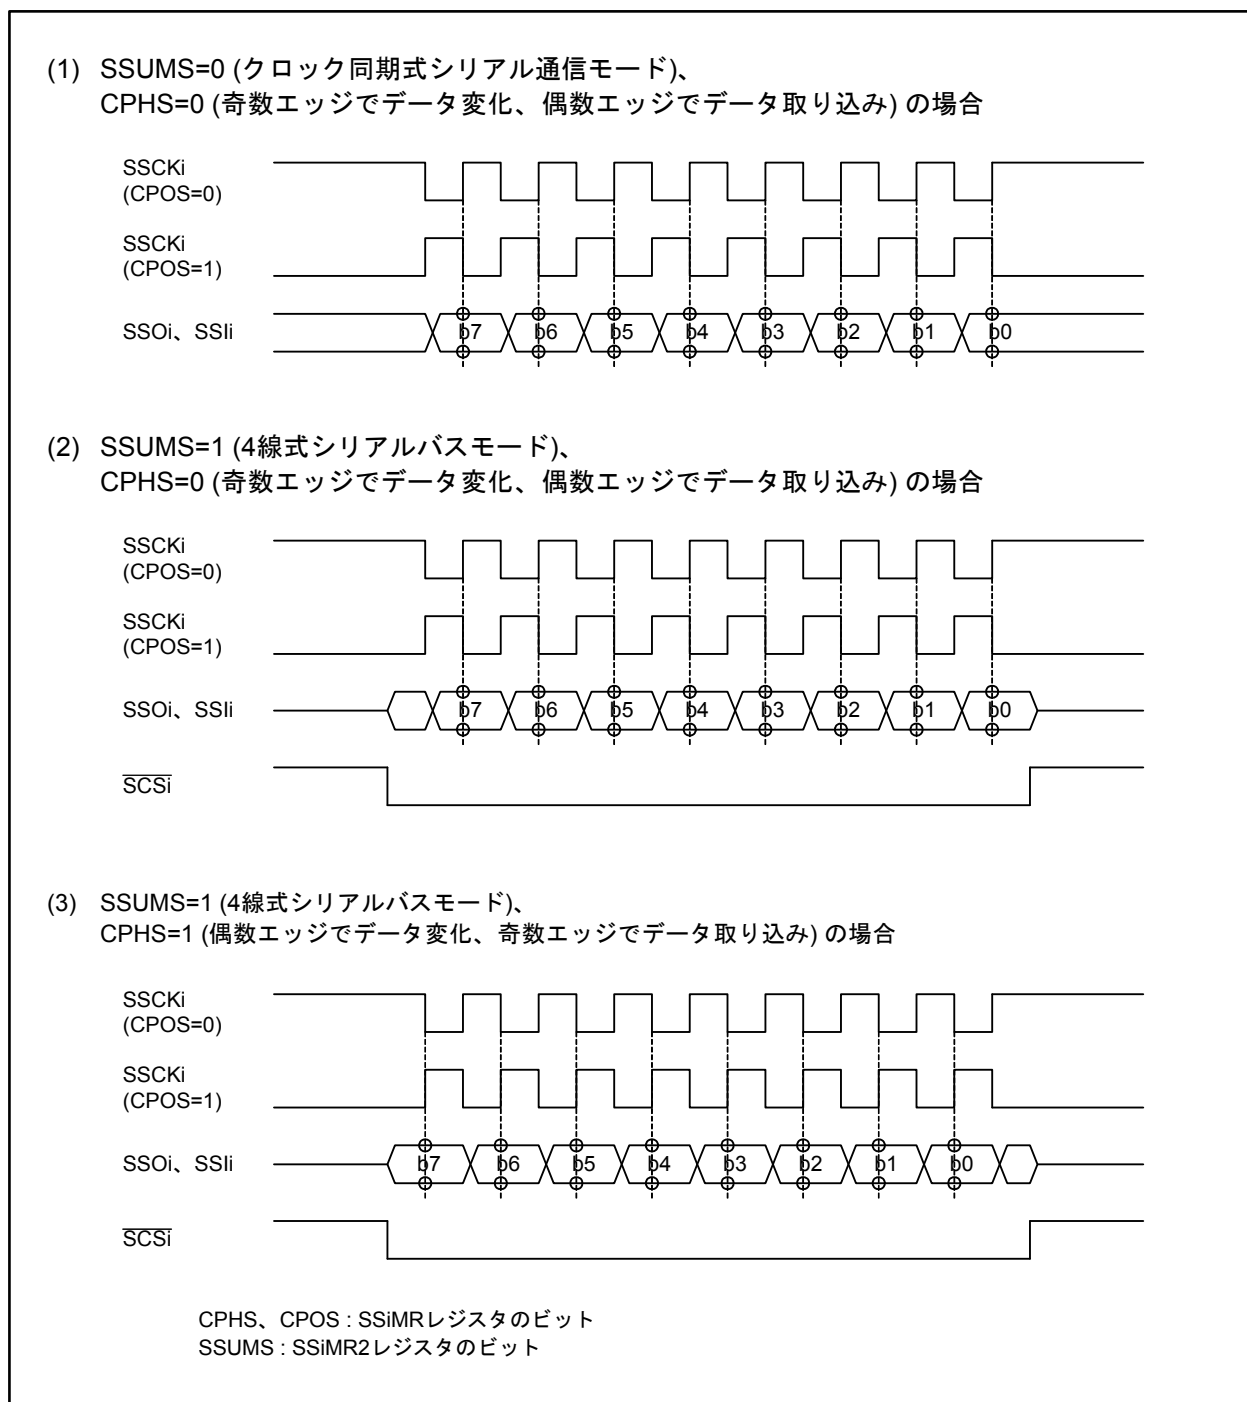 (1) SSUMS=0 (クロック同期式シリアル通信モード)、
CPHS=0 (奇数エッジでデータ変化、偶数エッジでデータ取り込み) の場合
SSCKi
(CPOS=0)
SSCKi
(CPOS=1)
SSOi、SSIi
b7 b6 b5 b4 b3 b2 b1 b0
(2) SSUMS=1 (4線式シリアルバスモード)、
CPHS=0 (奇数エッジでデータ変化、偶数エッジでデータ取り込み) の場合
SSCKi
(CPOS=0)
SSCKi
(CPOS=1)
SSOi、SSIi
b7 b6 b5 b4 b3 b2 b1 b0
SCSi
(3) SSUMS=1 (4線式シリアルバスモード)、
CPHS=1 (偶数エッジでデータ変化、奇数エッジでデータ取り込み) の場合
SSCKi
(CPOS=0)
SSCKi
(CPOS=1)
SSOi、SSIi
b7 b6 b5 b4 b3 b2 b1 b0
SCSi
CPHS、CPOS : SSiMRレジスタのビット
SSUMS : SSiMR2レジスタのビット